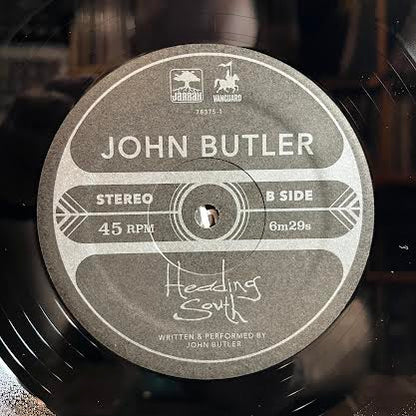 JARRAH
VANGUARD
78375-1
JOHN BUTLER
STEREO
B SIDE
45 RPM
6m29s
Heading
South
WRITTEN & PERFORMED BY
JOHN BUTLER